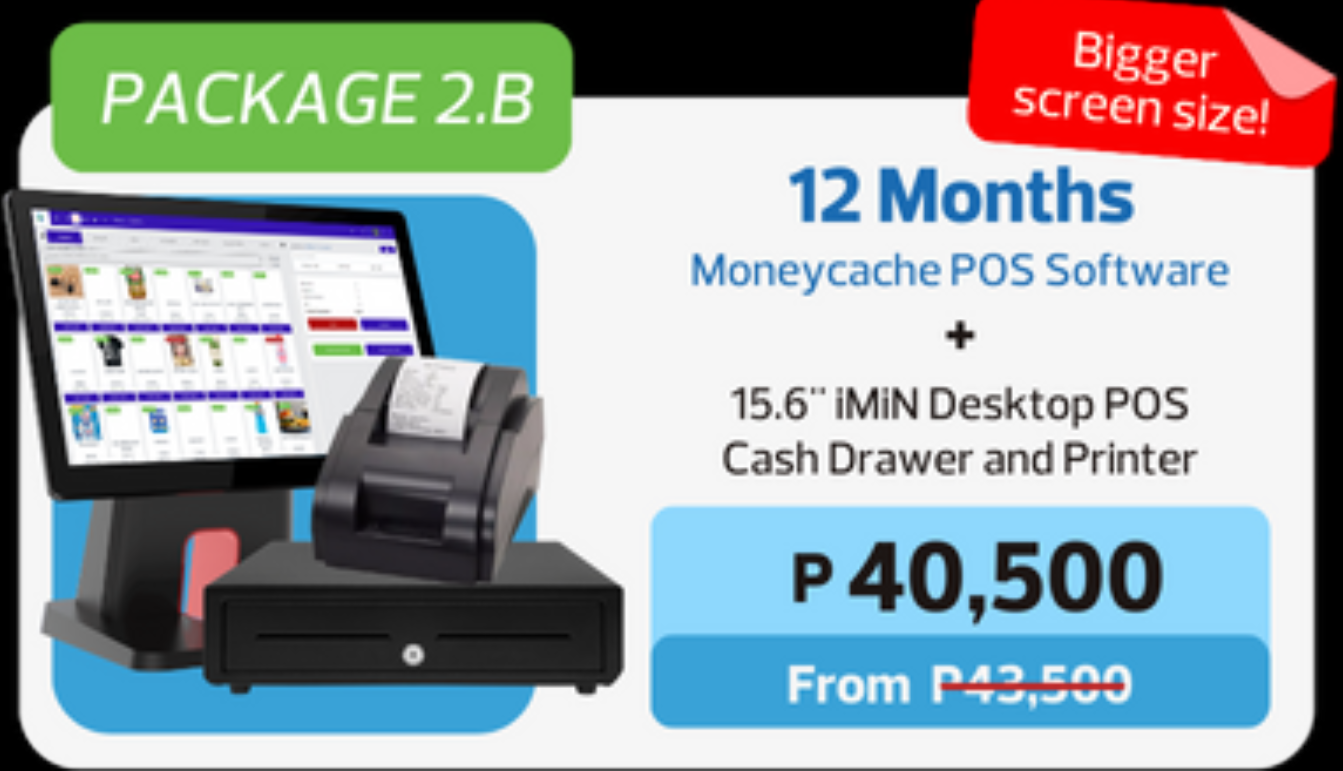 PACKAGE 2.B
Bigger
screen size!
12 Months
Moneycache POS Software
+
15.6¨ iMiN Desktop POS
Cash Drawer and Printer
P 40,500
From P43,500